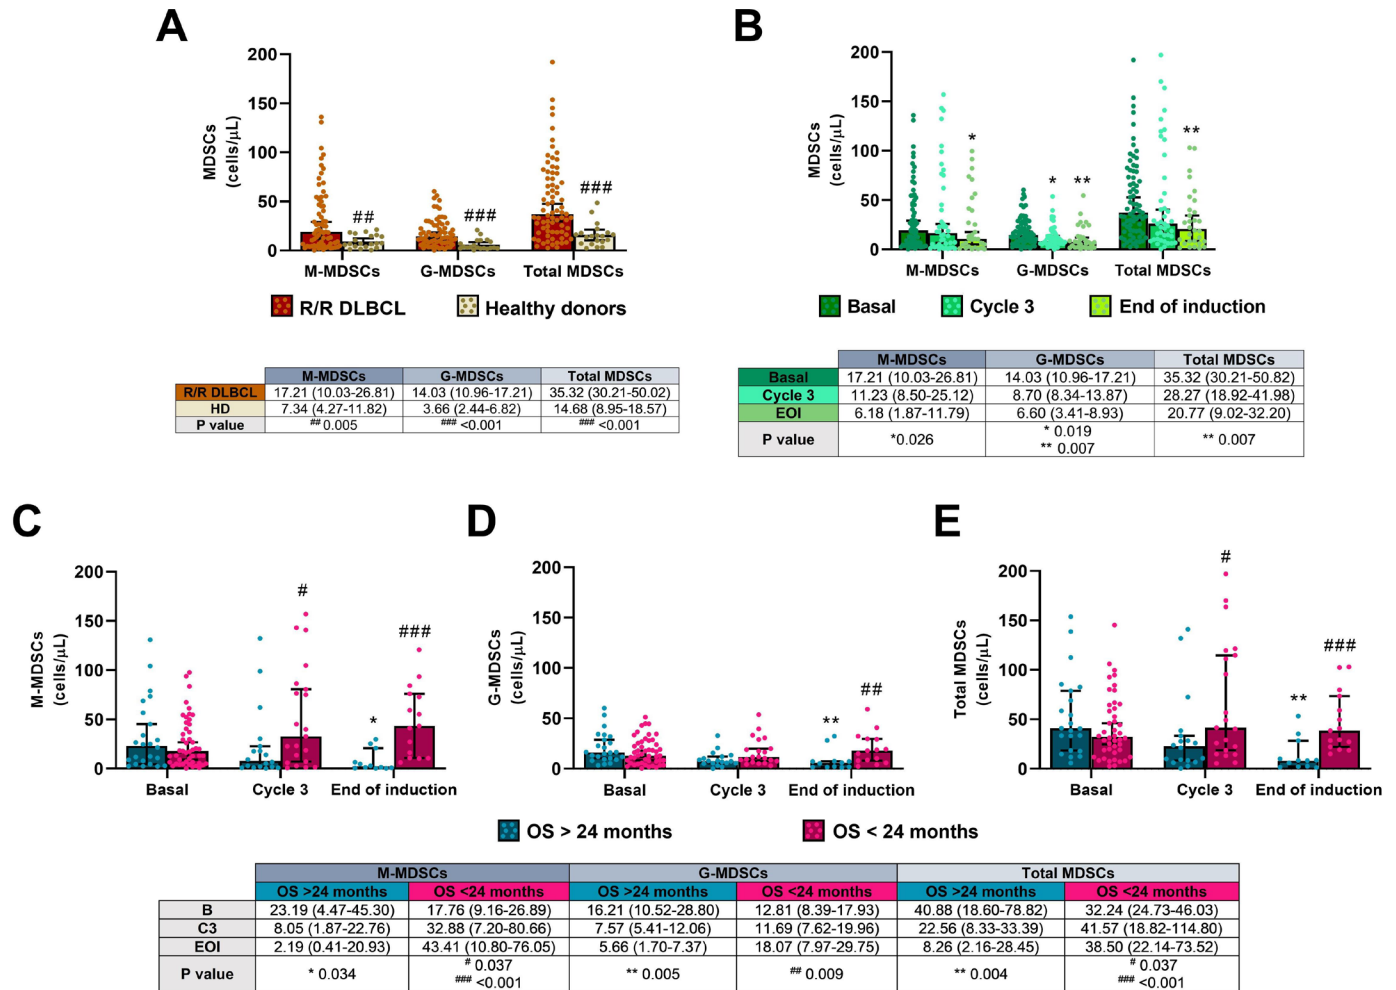 A
B
200
150
100
50
0
MDSCs
(cells/μL)
##
###
###
M-MDSCs
G-MDSCs
Total MDSCs
R/R DLBCL
Healthy donors
200
150
100
50
0
MDSCs
(cells/μL)
*
*
**
**
M-MDSCs
G-MDSCs
Total MDSCs
Basal
Cycle 3
End of induction
M-MDSCs G-MDSCs Total MDSCs
R/R DLBCL 17.21 (10.03-26.81) 14.03 (10.96-17.21) 35.32 (30.21-50.02)
HD 7.34 (4.27-11.82) 3.66 (2.44-6.82) 14.68 (8.95-18.57)
P value ## 0.005 ### <0.001 ### <0.001
M-MDSCs G-MDSCs Total MDSCs
Basal 17.21 (10.03-26.81) 14.03 (10.96-17.21) 35.32 (30.21-50.82)
Cycle 3 11.23 (8.50-25.12) 8.70 (8.34-13.87) 28.27 (18.92-41.98)
EOI 6.18 (1.87-11.79) 6.60 (3.41-8.93) 20.77 (9.02-32.20)
P value *0.026 * 0.019 ** 0.007
** 0.007
C
D
E
200
150
100
50
0
M-MDSCs
(cells/μL)
#
*
###
Basal
Cycle 3
End of induction
200
150
100
50
0
G-MDSCs
(cells/μL)
**
##
Basal
Cycle 3
End of induction
200
150
100
50
0
Total MDSCs
(cells/μL)
#
**
###
Basal
Cycle 3
End of induction
OS > 24 months
OS < 24 months
M-MDSCs G-MDSCs Total MDSCs
OS >24 months OS <24 months OS >24 months OS <24 months OS >24 months OS <24 months
B 23.19 (4.47-45.30) 17.76 (9.16-26.89) 16.21 (10.52-28.80) 12.81 (8.39-17.93) 40.88 (18.60-78.82) 32.24 (24.73-46.03)
C3 8.05 (1.87-22.76) 32.88 (7.20-80.66) 7.57 (5.41-12.06) 11.69 (7.62-19.96) 22.56 (8.33-33.39) 41.57 (18.82-114.80)
EOI 2.19 (0.41-20.93) 43.41 (10.80-76.05) 5.66 (1.70-7.37) 18.07 (7.97-29.75) 8.26 (2.16-28.45) 38.50 (22.14-73.52)
P value * 0.034 # 0.037 ** 0.005 ## 0.009 ** 0.004 # 0.037
### <0.001 ### <0.001